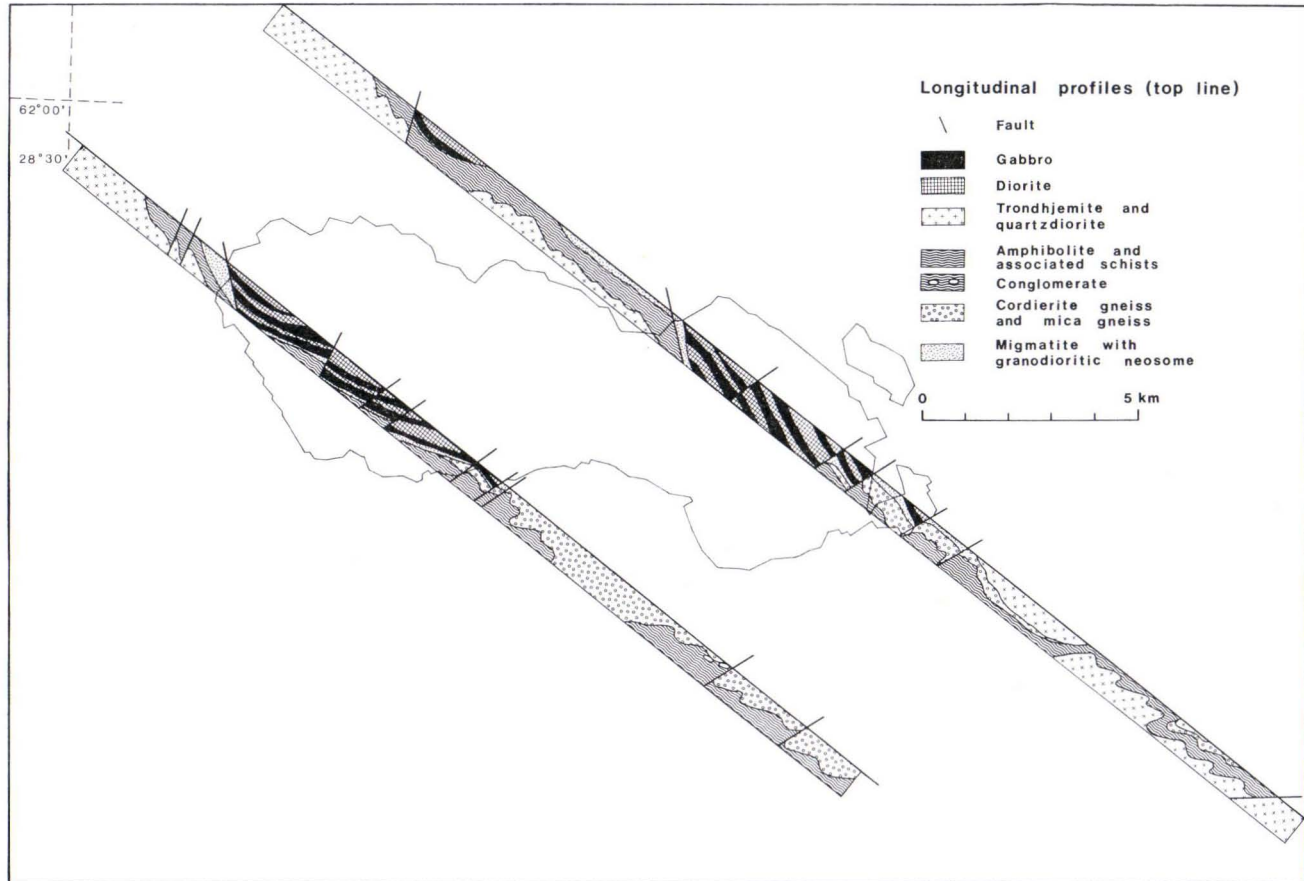 62°00'
28°30'
Longitudinal profiles (top line)
Fault
Gabbro
Diorite
Trondhjemite and
quartzdiorite
Amphibolite and
associated schists
Conglomerate
Cordierite gneiss
and mica gneiss
Migmatite with
granodioritic neosome
0 5 km